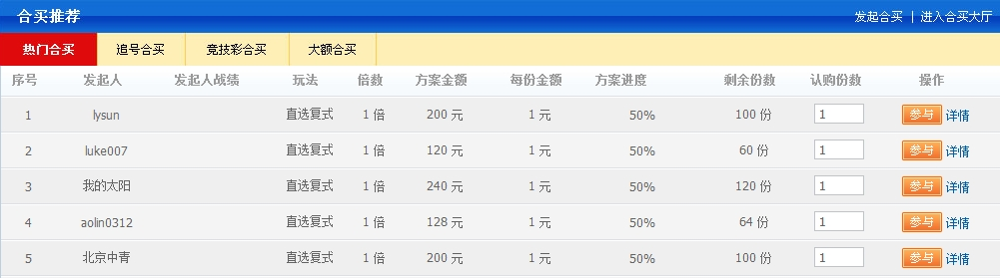 合买推荐 发起合买 | 进入合买大厅
热门合买 追号合买 竞技彩合买 大额合买
序号 发起人 发起人战绩 玩法 倍数 方案金额 每份金额 方案进度 剩余份数 认购份数 操作
1 lysun 直选复式 1 倍 200 元 1 元 50% 100 份 1 参与 详情
2 luke007 直选复式 1 倍 120 元 1 元 50% 60 份 1 参与 详情
3 我的太阳 直选复式 1 倍 240 元 1 元 50% 120 份 1 参与 详情
4 aolin0312 直选复式 1 倍 128 元 1 元 50% 64 份 1 参与 详情
5 北京中青 直选复式 1 倍 200 元 1 元 50% 100 份 1 参与 详情